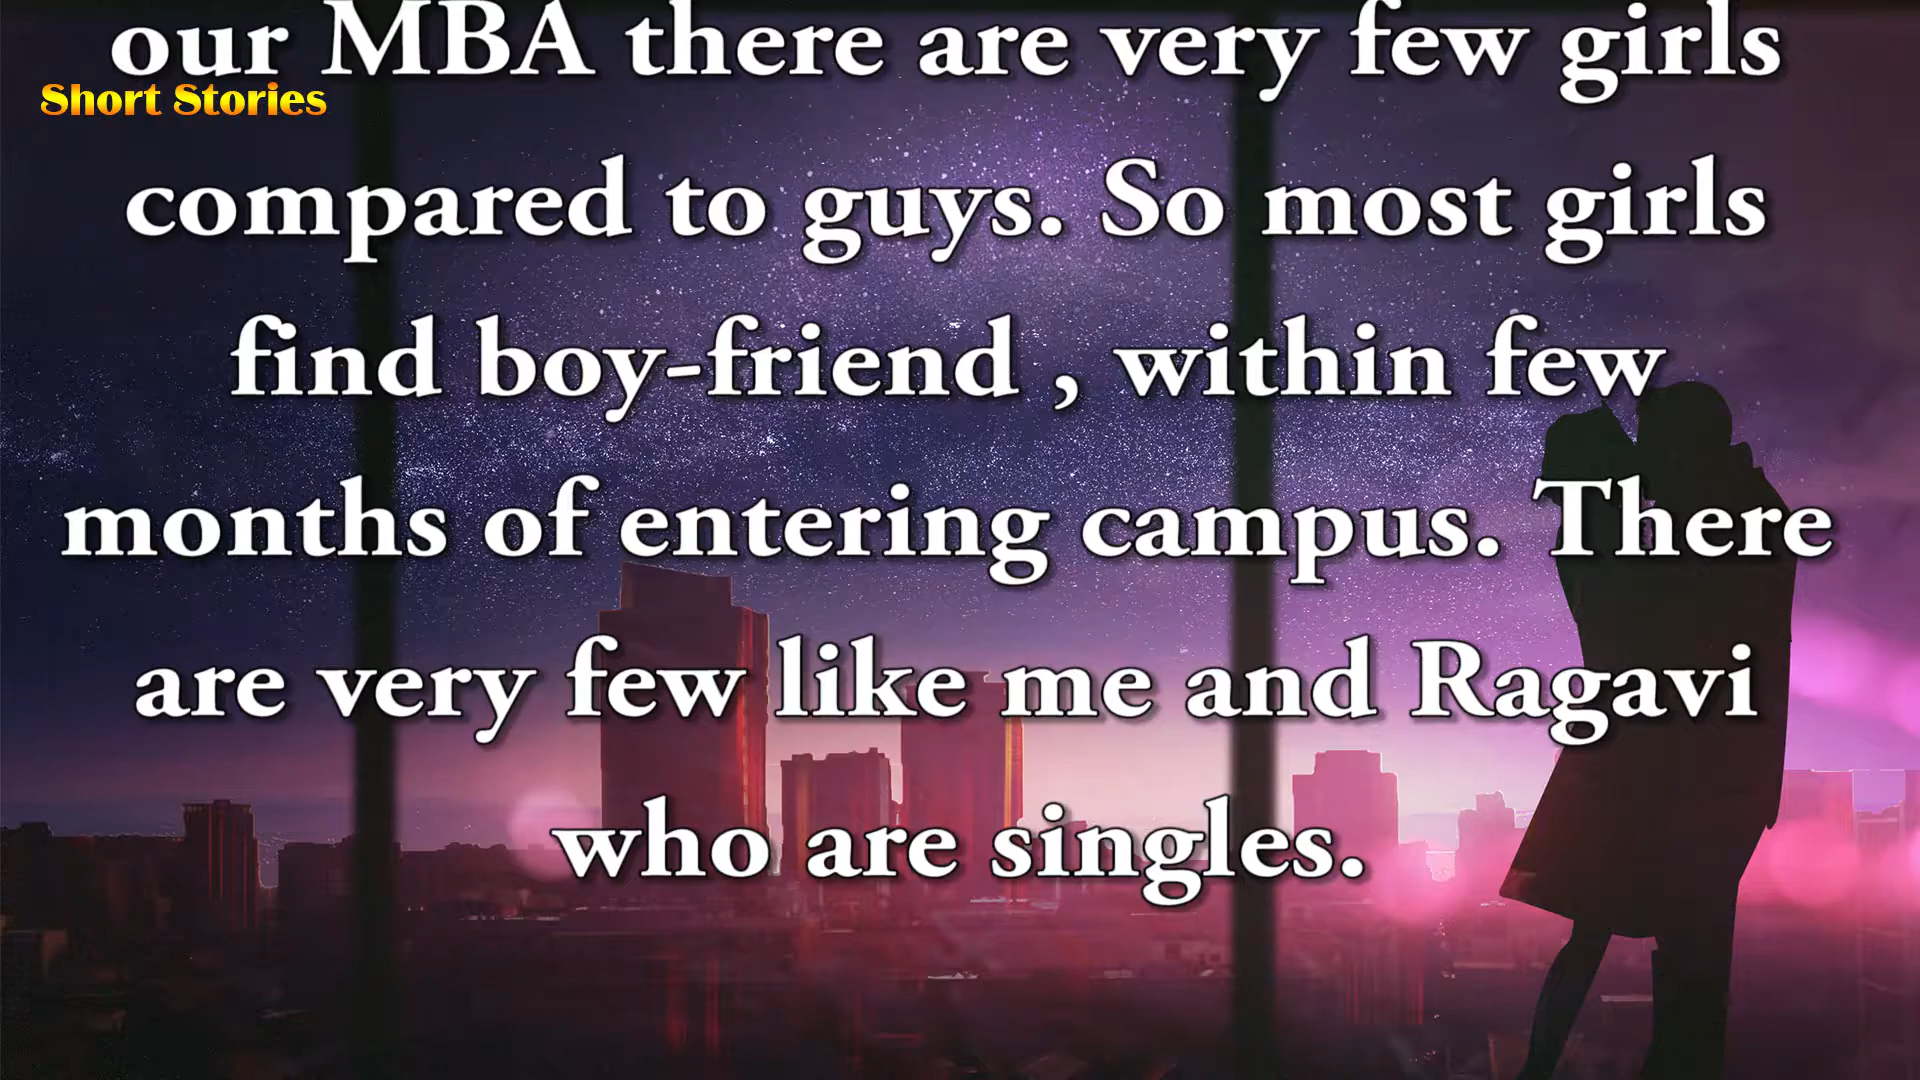 our MBA there are very few girls
Short Stories
compared to guys. So most girls
find boy-friend , within few
months of entering campus. There
are very few like me and Ragavi
who are singles.